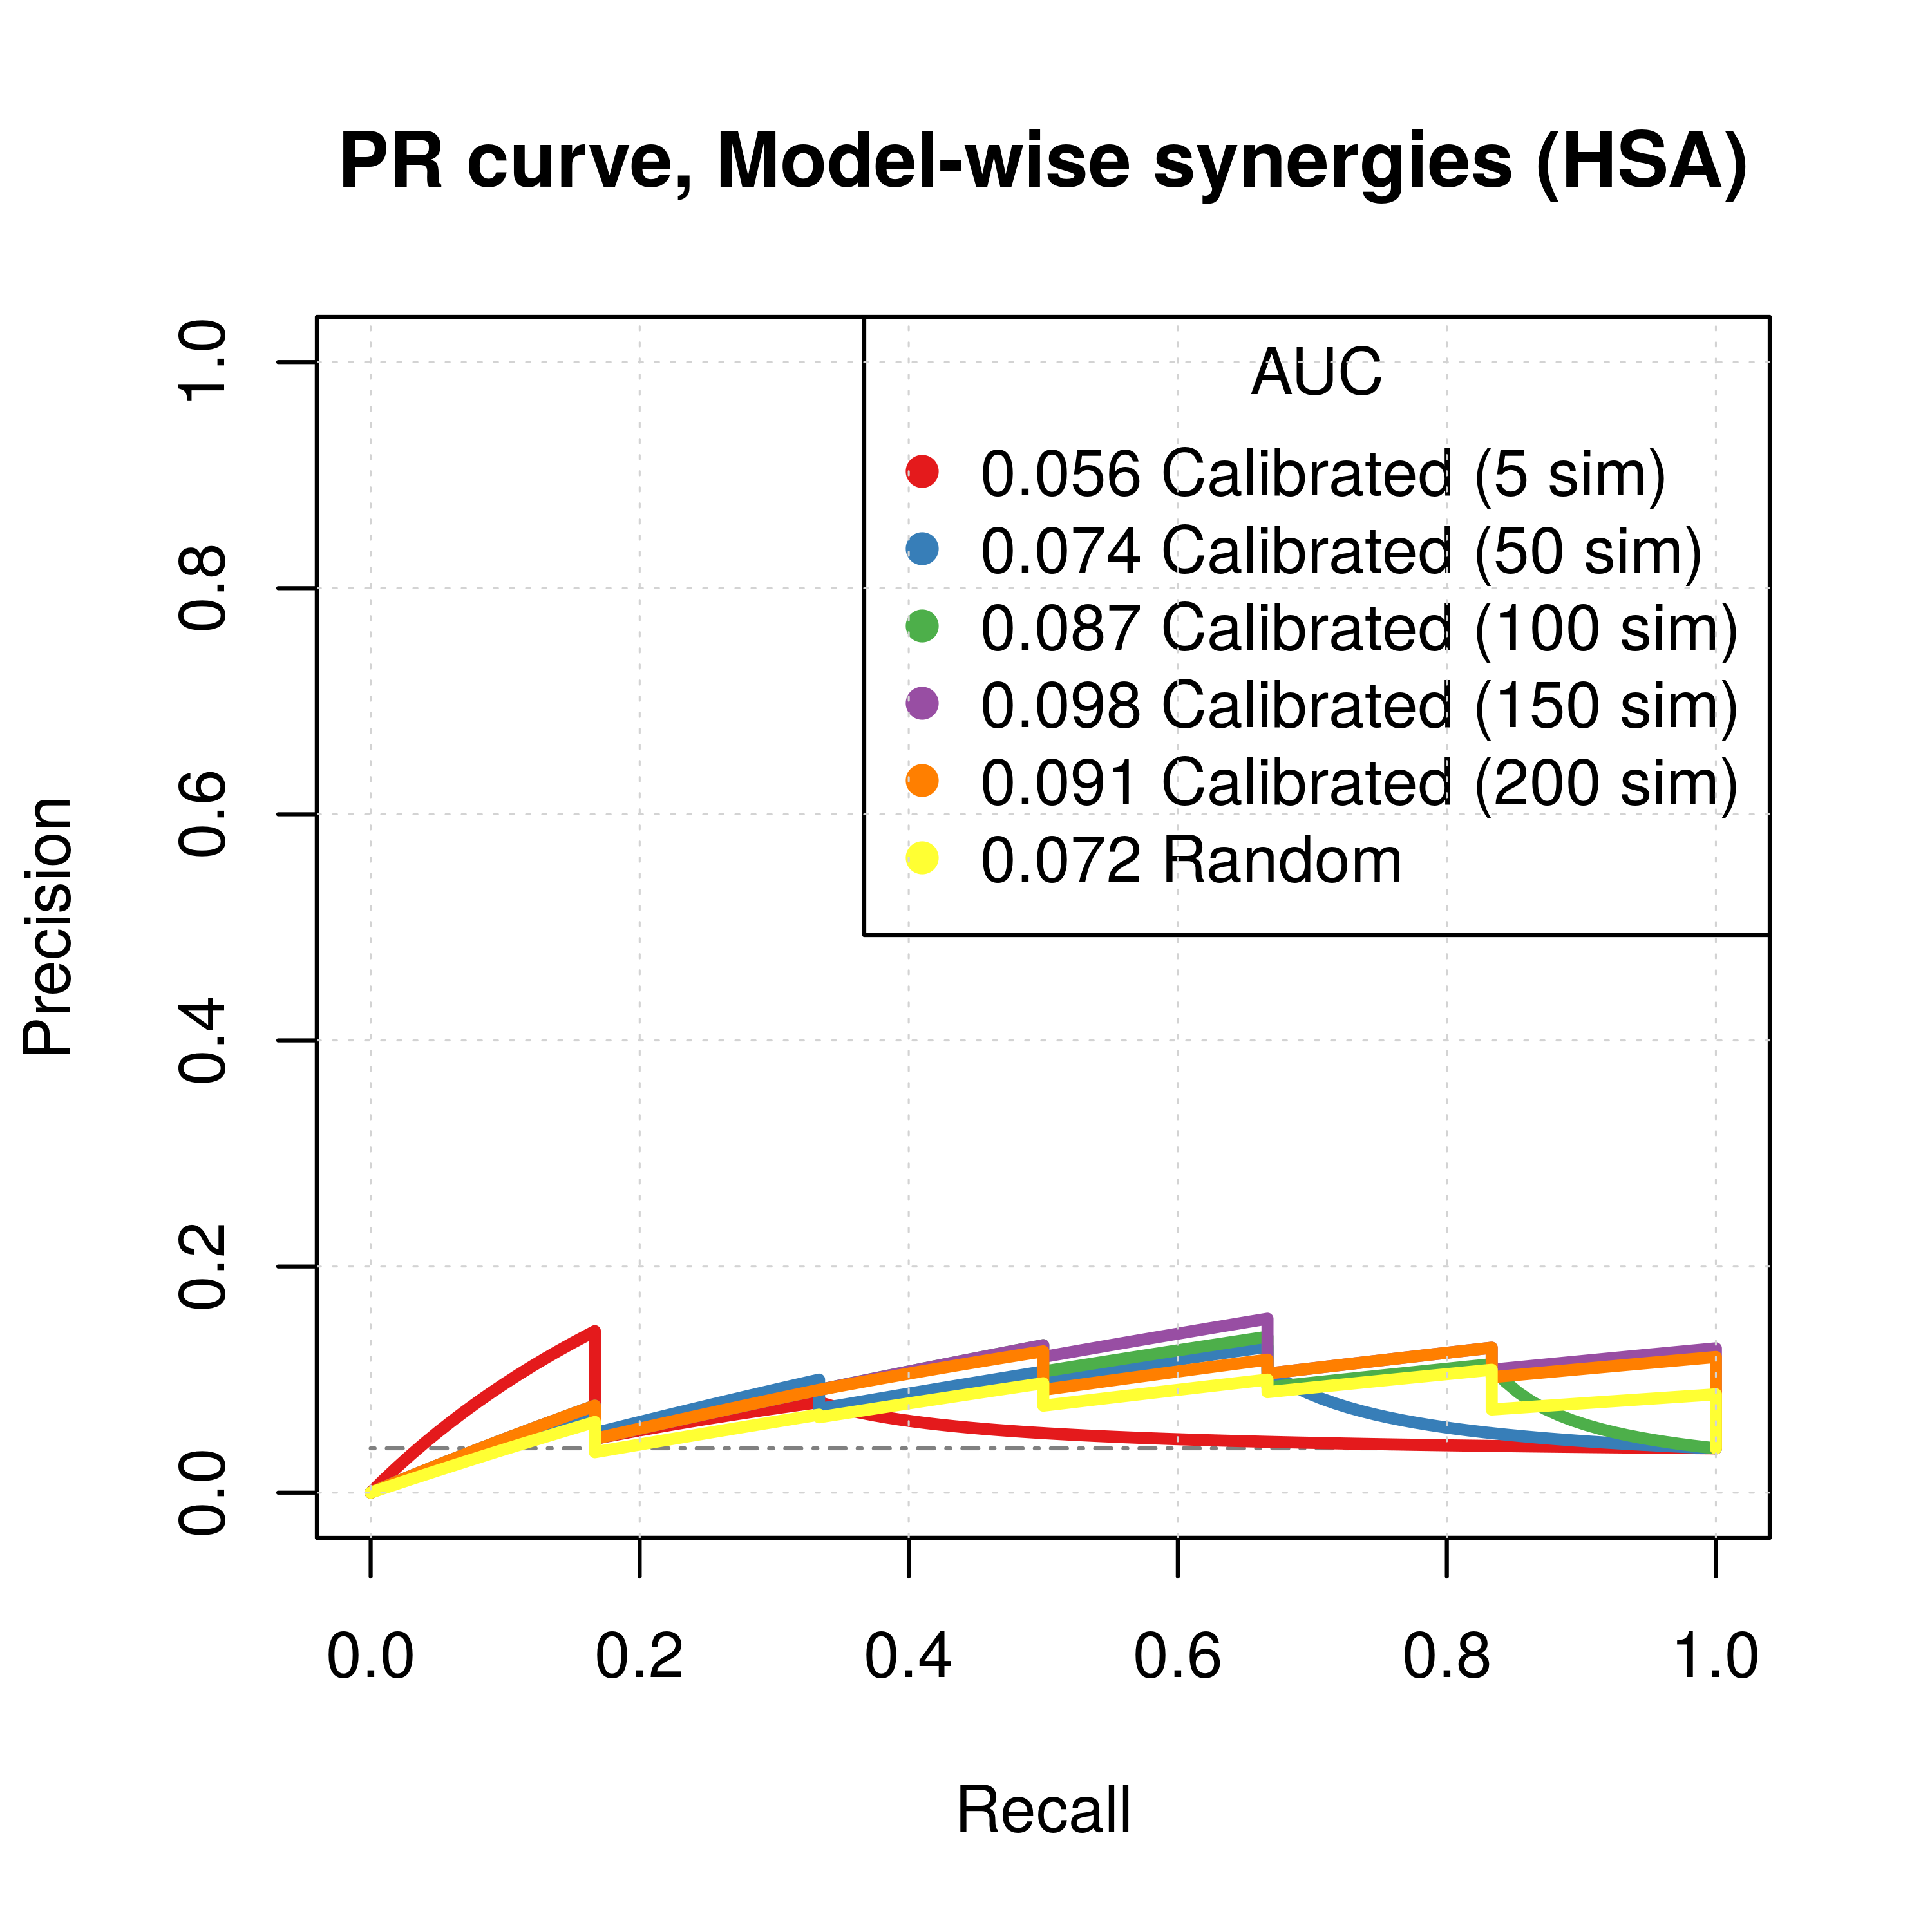 PR curve, Model-wise synergies (HSA)
AUC
0.056 Calibrated (5 sim)
0.074 Calibrated (50 sim)
0.087 Calibrated (100 sim)
0.098 Calibrated (150 sim)
0.091 Calibrated (200 sim)
0.072 Random
Precision
1.0
0.8
0.6
0.4
0.2
0.0
0.0 0.2 0.4 0.6 0.8 1.0
Recall